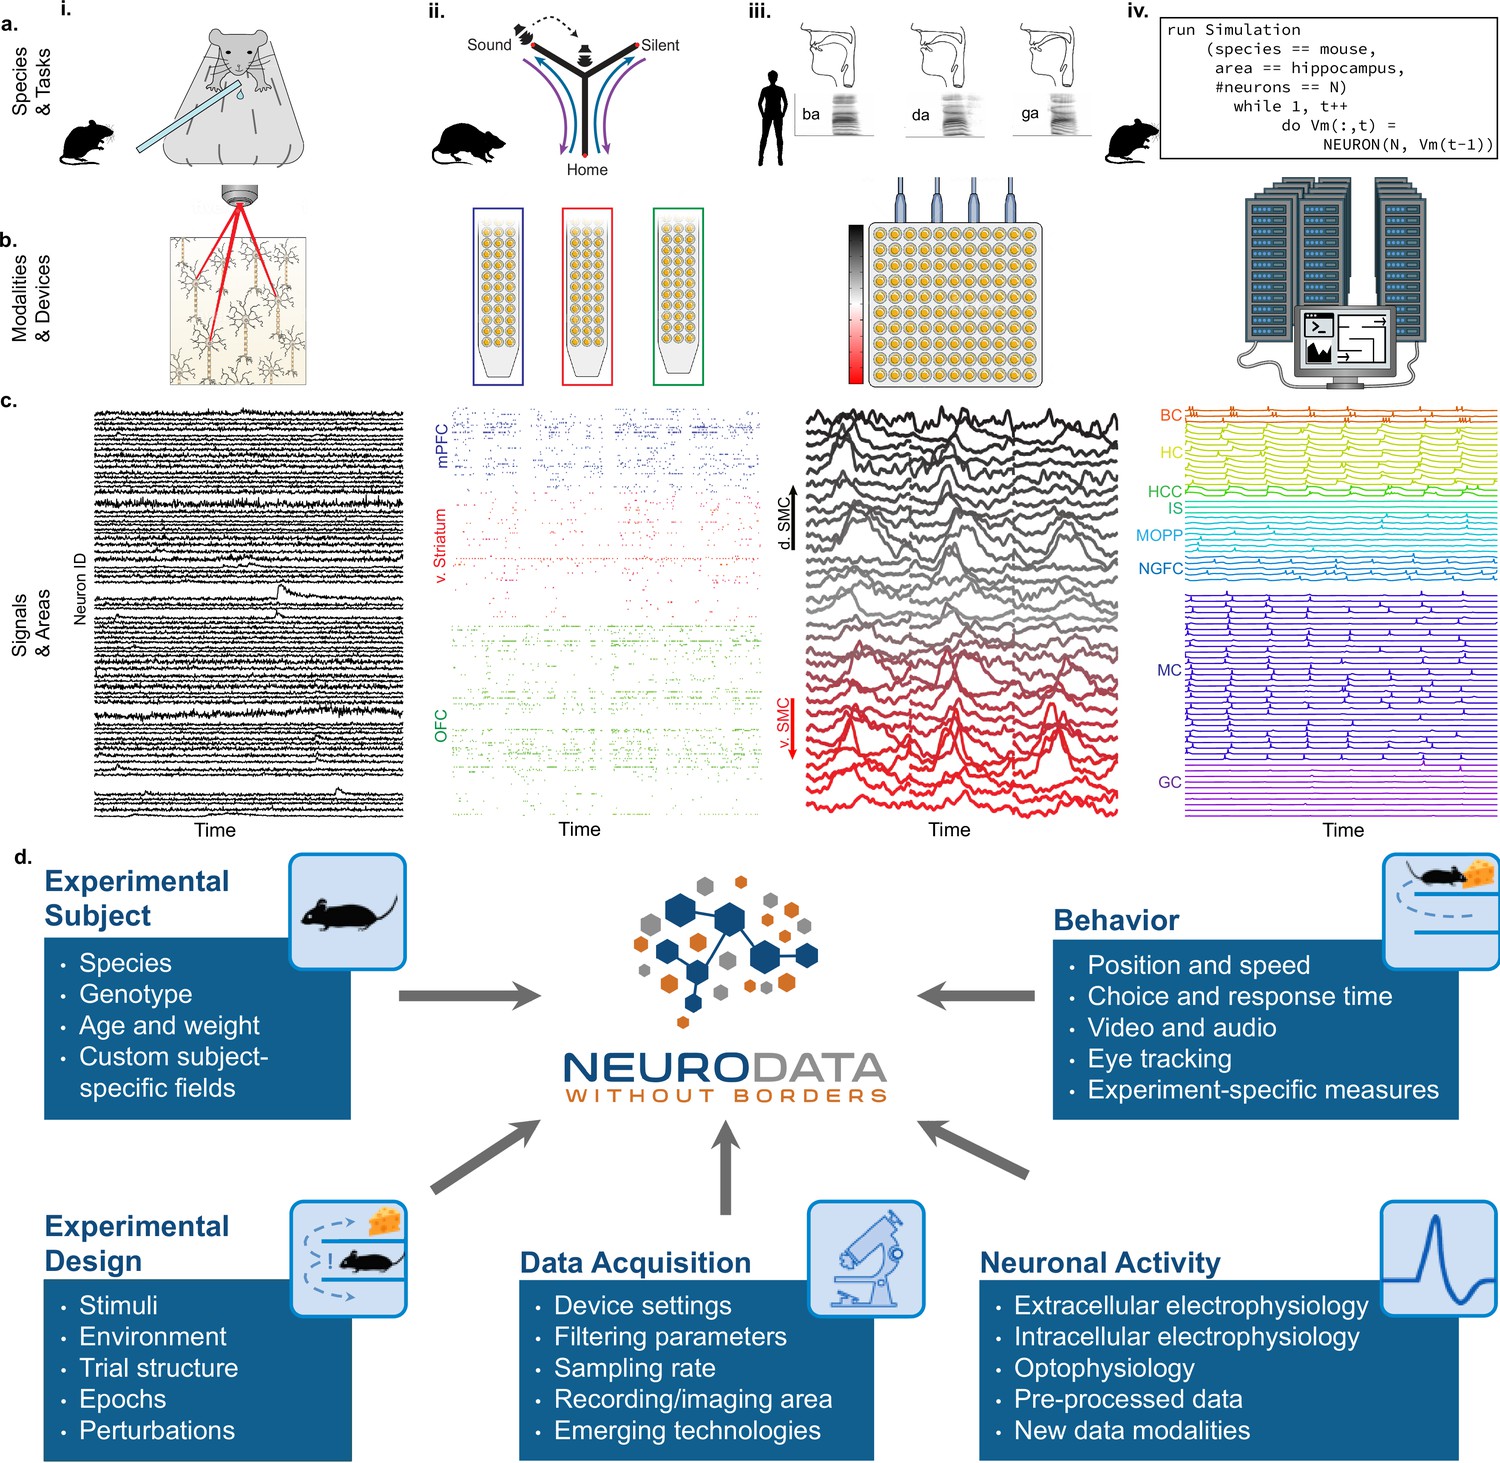 i.
ii.
iii.
iv.
a.
Species
& Tasks
Sound
Silent
Home
ba
da
ga
run Simulation
(species == mouse,
area == hippocampus,
#neurons == N)
while 1, t++
do Vm(:,t) =
NEURON(N, Vm(t-1))
b.
Modalities
& Devices
>_
c.
Signals
& Areas
Neuron ID
Time
mPFC
v. Striatum
OFC
Time
d. SMC
v. SMC
Time
BC
HC
HCC
IS
MOPP
NGFC
MC
GC
Time
d.
Experimental
Subject
• Species
• Genotype
• Age and weight
• Custom subject-
specific fields
NEURODATA
WITHOUT BORDERS
Behavior
• Position and speed
• Choice and response time
• Video and audio
• Eye tracking
• Experiment-specific measures
Experimental
Design
!
• Stimuli
• Environment
• Trial structure
• Epochs
• Perturbations
Data Acquisition
• Device settings
• Filtering parameters
• Sampling rate
• Recording/imaging area
• Emerging technologies
Neuronal Activity
• Extracellular electrophysiology
• Intracellular electrophysiology
• Optophysiology
• Pre-processed data
• New data modalities